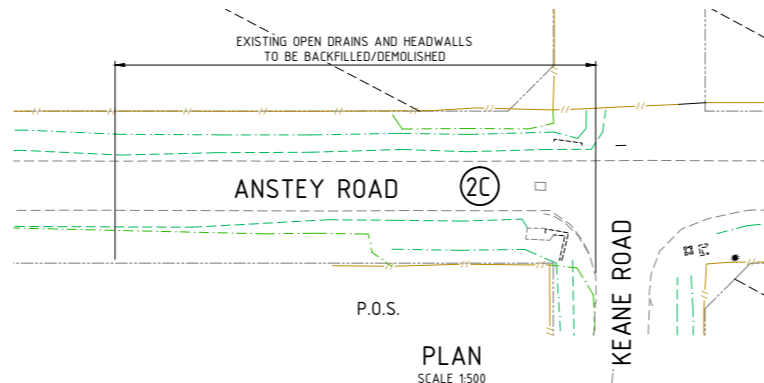 EXISTING OPEN DRAINS AND HEADWALLS
TO BE BACKFILLED/DEMOLISHED
ANSTEY ROAD
2C
KEANE ROAD
P.O.S.
PLAN
SCALE 1:500